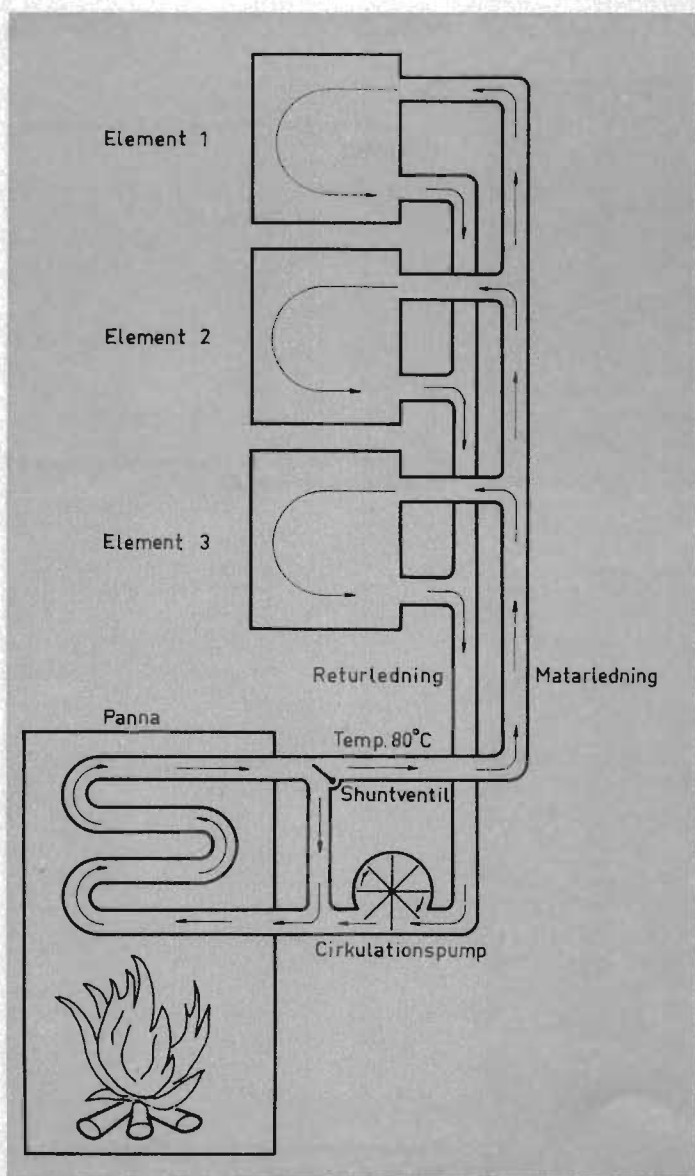 Element 1
Element 2
Element 3
Returledning
Matarledning
Panna
Temp. 80°C
Shuntventil
Cirkulationspump